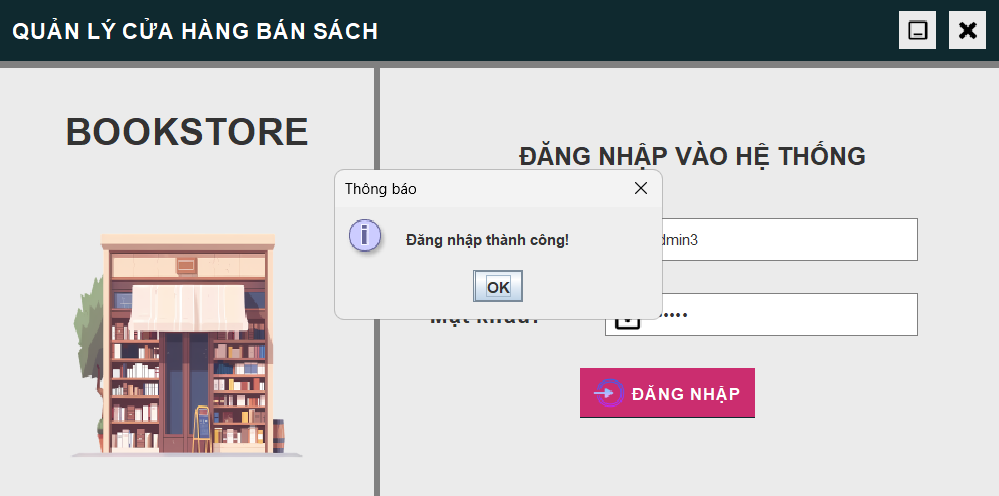 QUẢN LÝ CỬA HÀNG BÁN SÁCH
BOOKSTORE
ĐĂNG NHẬP VÀO HỆ THỐNG
Thông báo
Đăng nhập thành công!
OK
dmin3
ĐĂNG NHẬP